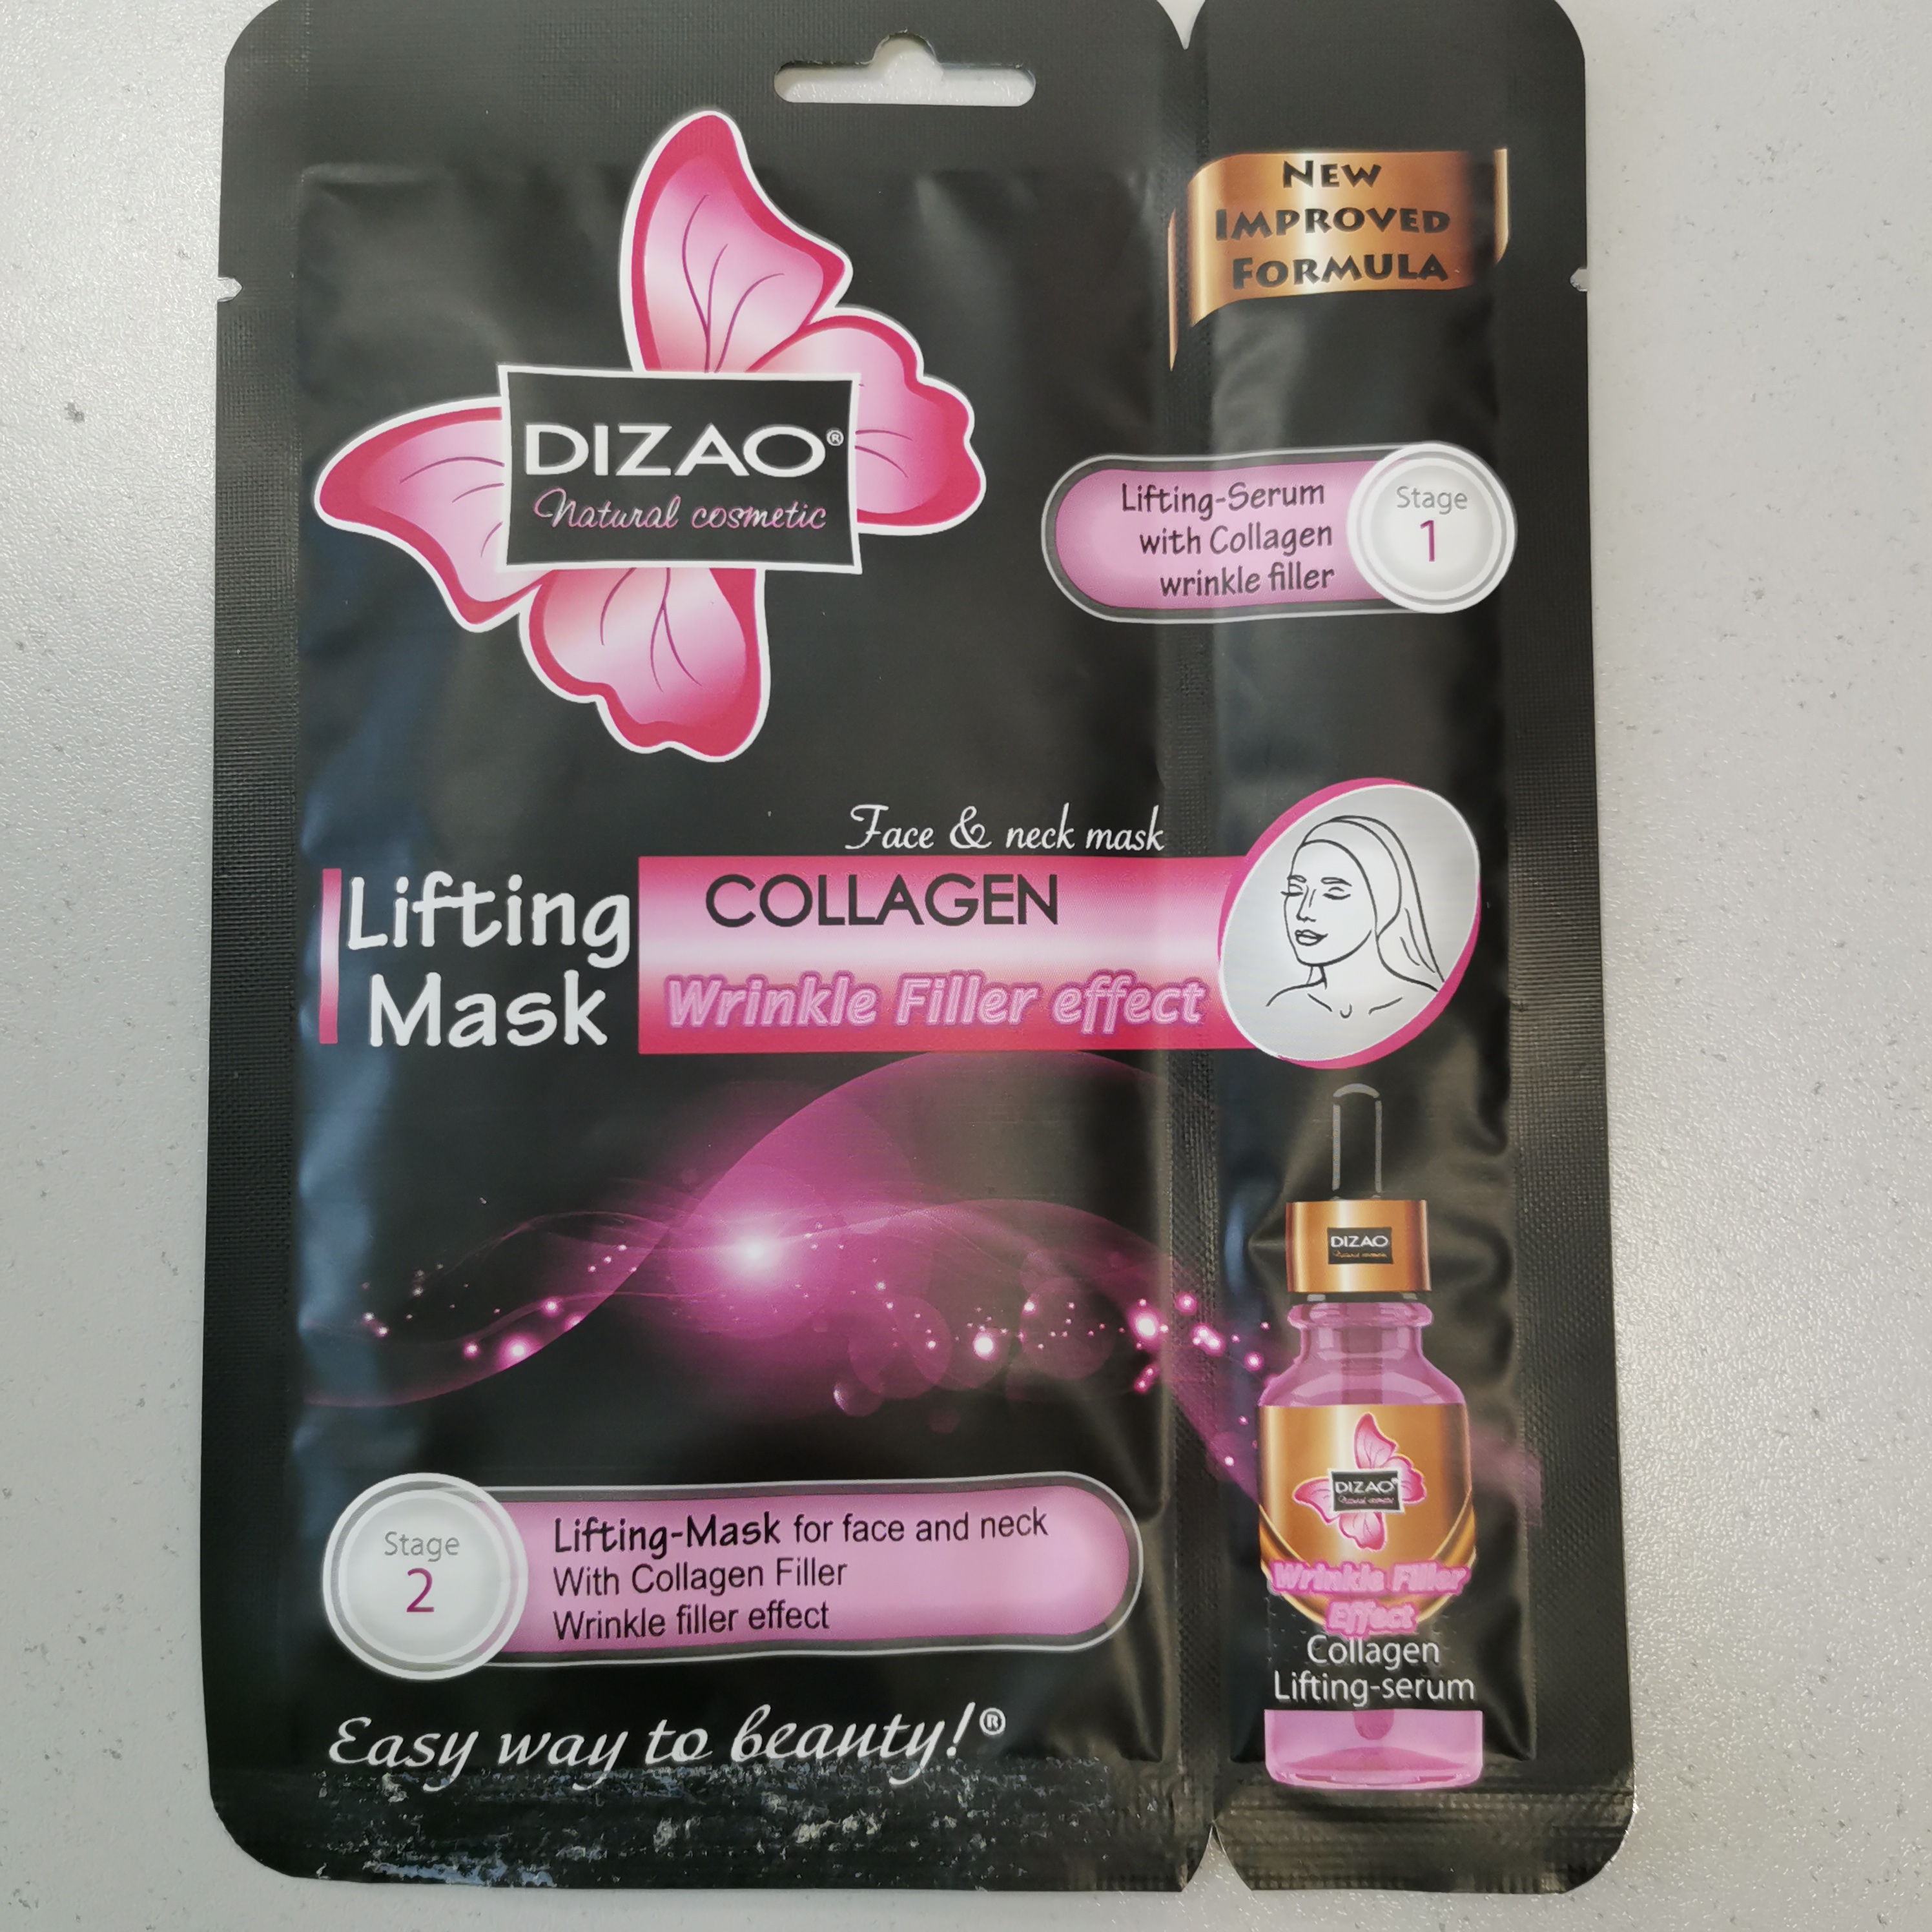 NEW
IMPROVED
FORMULA
DIZAO®
Natural cosmetic
Lifting-Serum
with Collagen
wrinkle filler
Stage
1
Face & neck mask
Lifting
Mask
COLLAGEN
Wrinkle Filler effect
DIZAO
DIZAO
Natural cosmetic
Wrinkle Filler
Effect
Collagen
Lifting-serum
Stage
2
Lifting-Mask for face and neck
With Collagen Filler
Wrinkle filler effect
Easy way to beauty!®